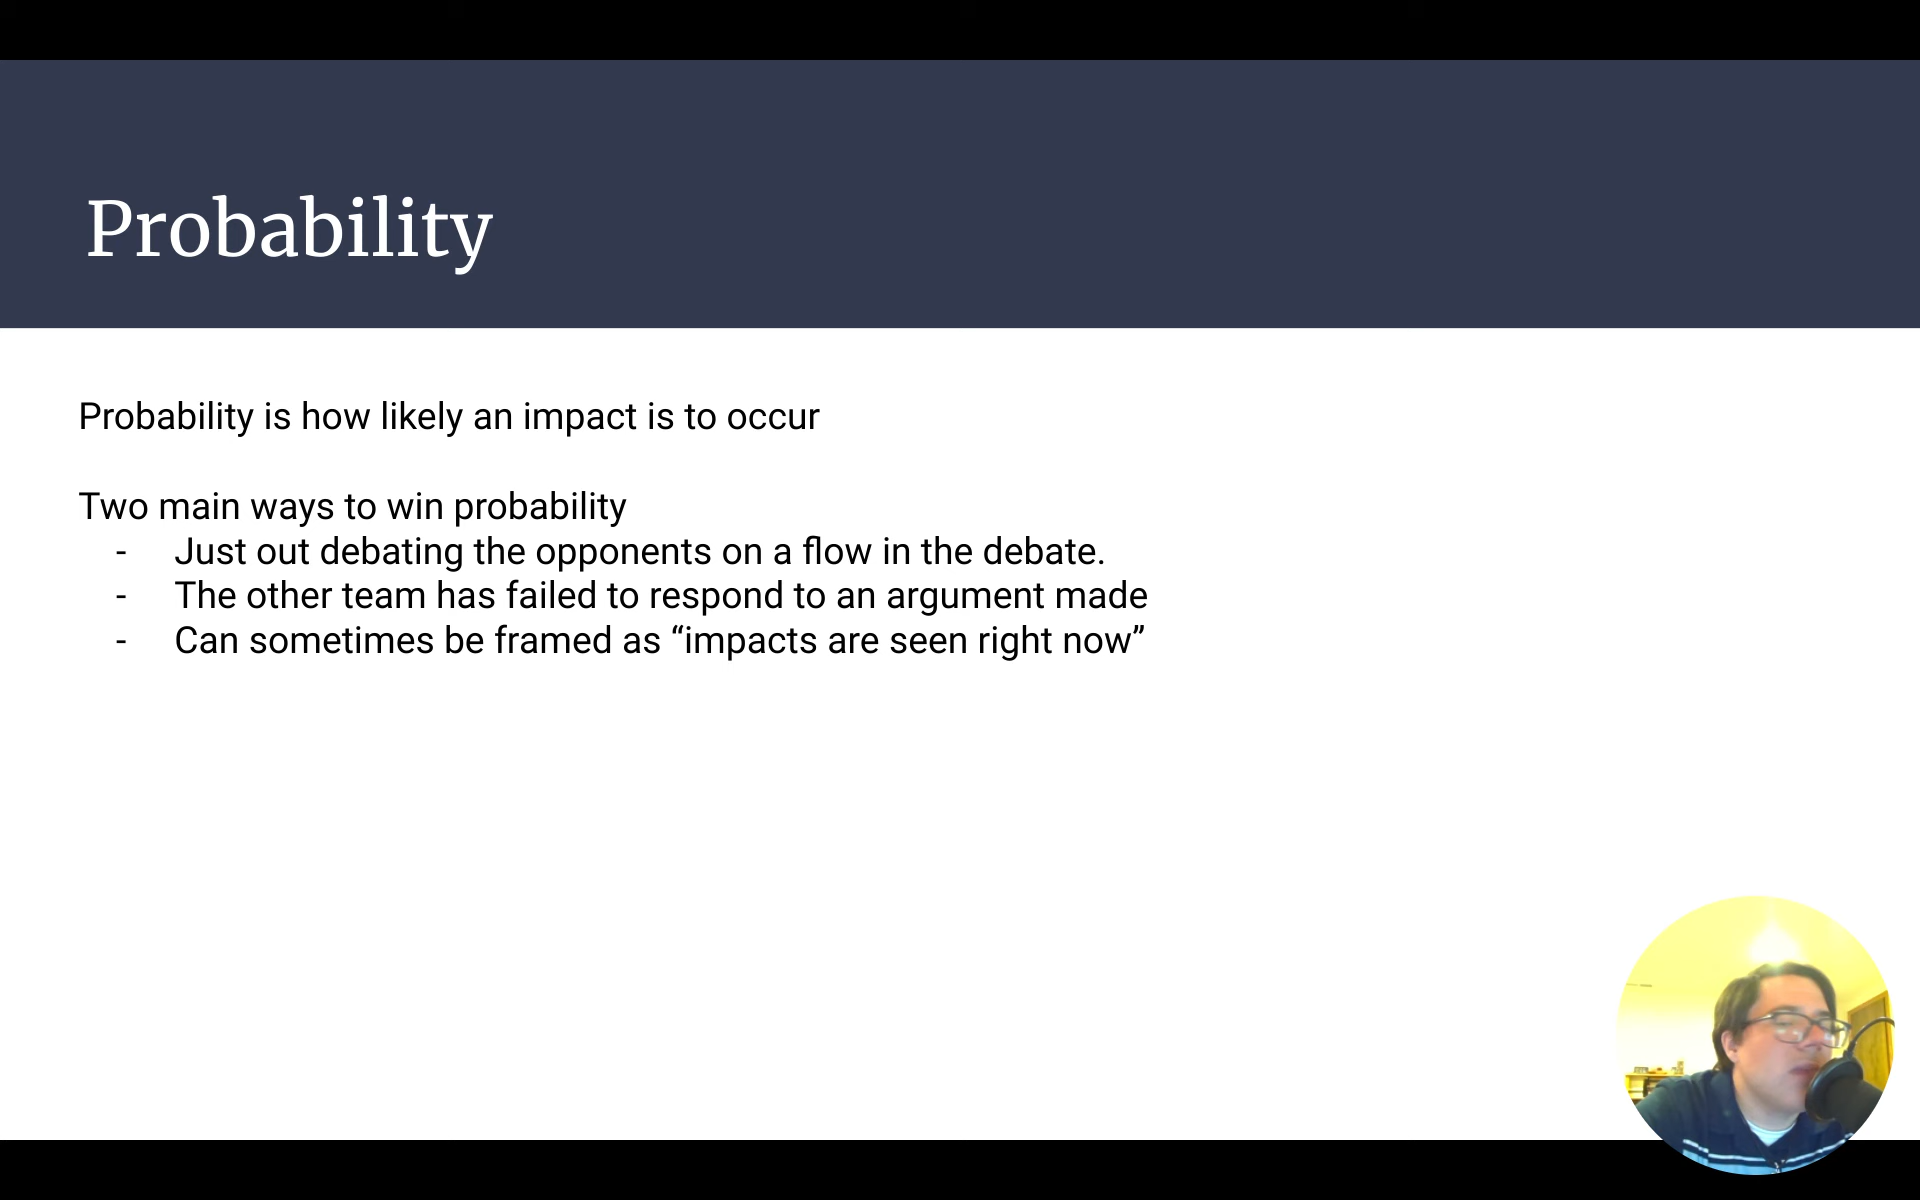 Probability
Probability is how likely an impact is to occur
Two main ways to win probability
- Just out debating the opponents on a flow in the debate.
- The other team has failed to respond to an argument made
- Can sometimes be framed as “impacts are seen right now”